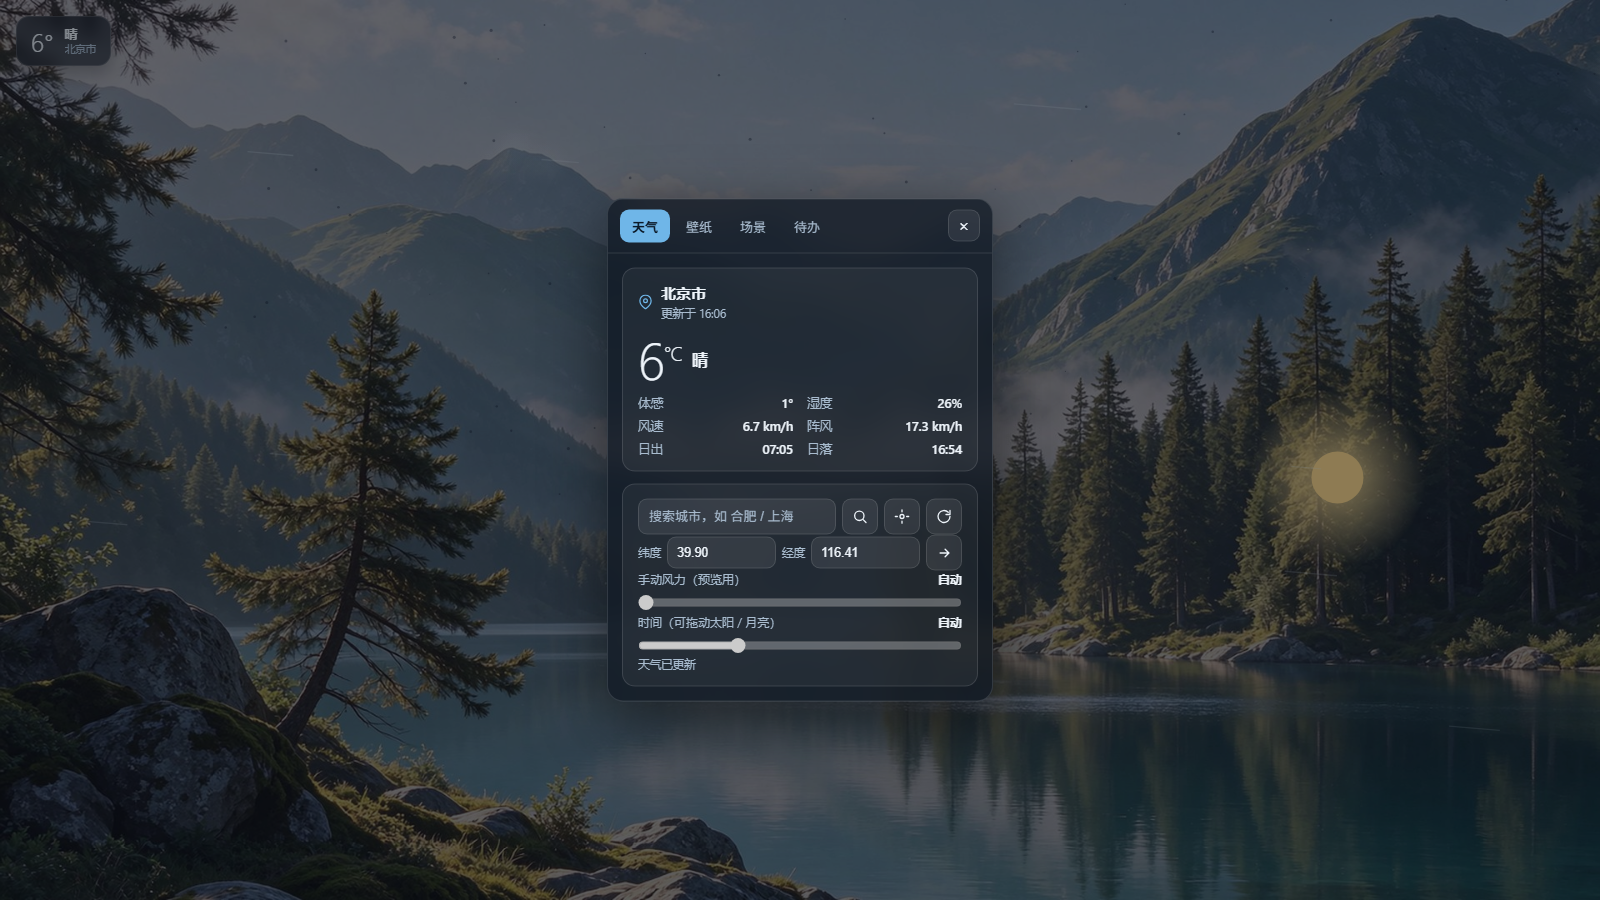 6° 晴
北京市
天气 壁纸 场景 待办
北京市
更新于 16:06
6℃ 晴
体感 1° 湿度 26%
风速 6.7 km/h 阵风 17.3 km/h
日出 07:05 日落 16:54
搜索城市，如 合肥 / 上海
纬度 39.90 经度 116.41
手动风力（预览用） 自动
时间（可拖动太阳 / 月亮） 自动
天气已更新